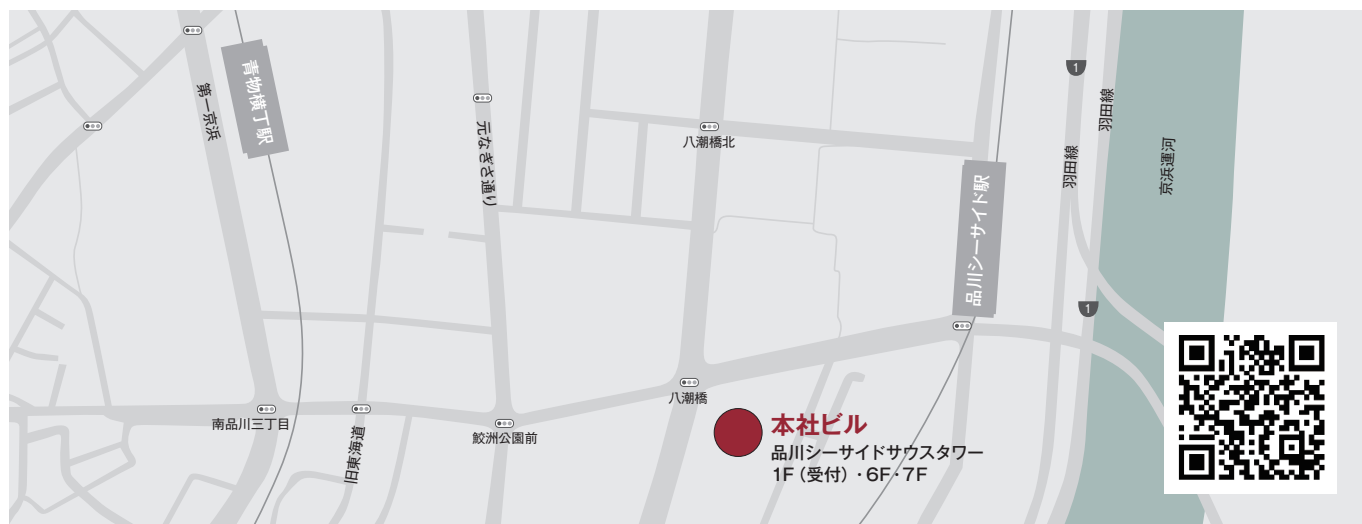 第一京浜
青物横丁駅
元なぎさ通り
八潮橋北
品川シーサイド駅
1
羽田線
羽田線
京浜運河
1
南品川三丁目
旧東海道
鮫洲公園前
八潮橋
本社ビル
品川シーサイドサウスタワー
1F（受付）・6F・7F